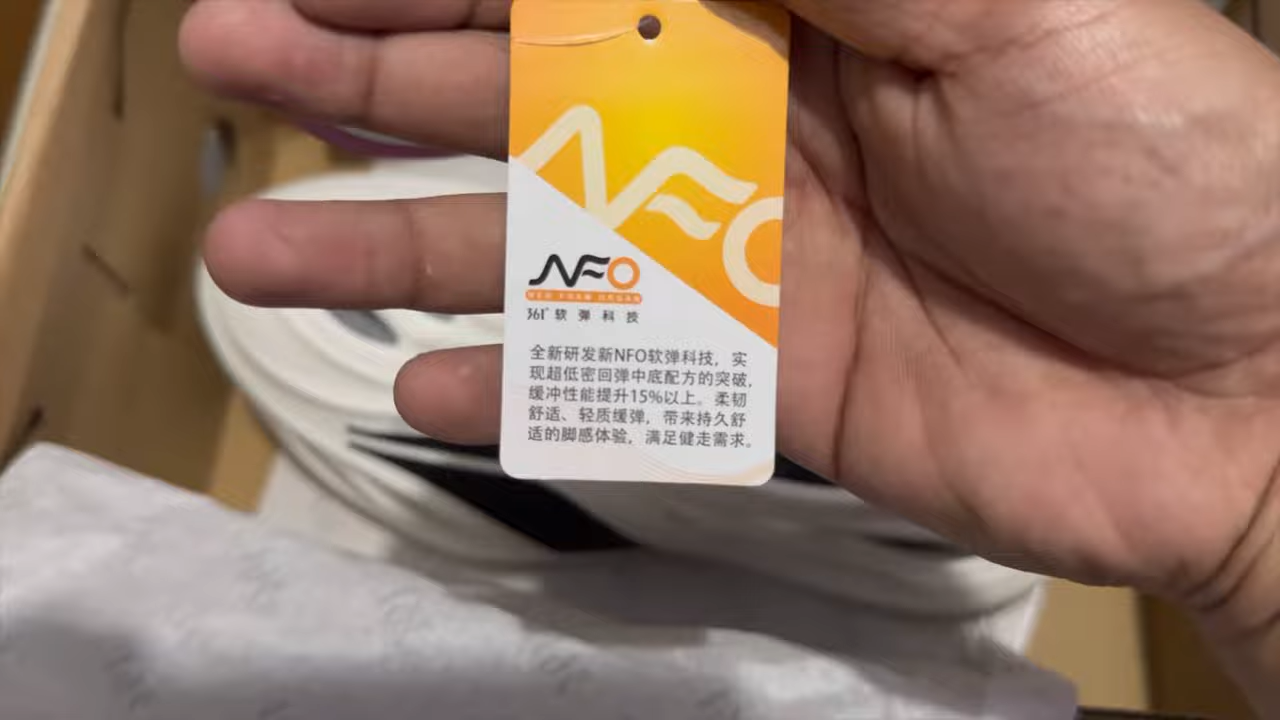 NFO
NFO
NEO FOAM ORGAN
361° 软弹科技
全新研发新NFO软弹科技，实
现超低密回弹中底配方的突破，
缓冲性能提升15%以上。柔韧
舒适、轻质缓弹，带来持久舒
适的脚感体验，满足健走需求。